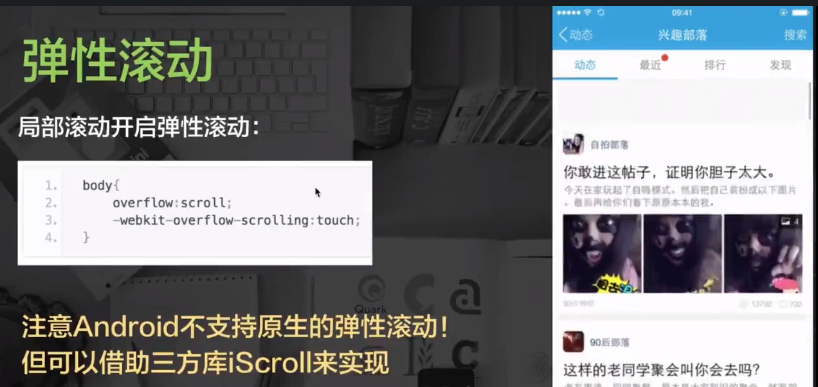 弹性滚动
局部滚动开启弹性滚动：
1. body{
2. overflow:scroll;
3. -webkit-overflow-scrolling:touch;
4. }
注意Android不支持原生的弹性滚动！
但可以借助三方库iScroll来实现
Quark
09:41
动态 兴趣部落 搜索
动态 最近 排行 发现
自拍部落
你敢进这帖子，证明你胆子太大。
今天在家玩起了自嗨模式。然后把自己装扮成以下图片
。最后再给你们看下原原本本的我。
4
13792 700
90后部落
这样的老同学聚会叫你会去吗？